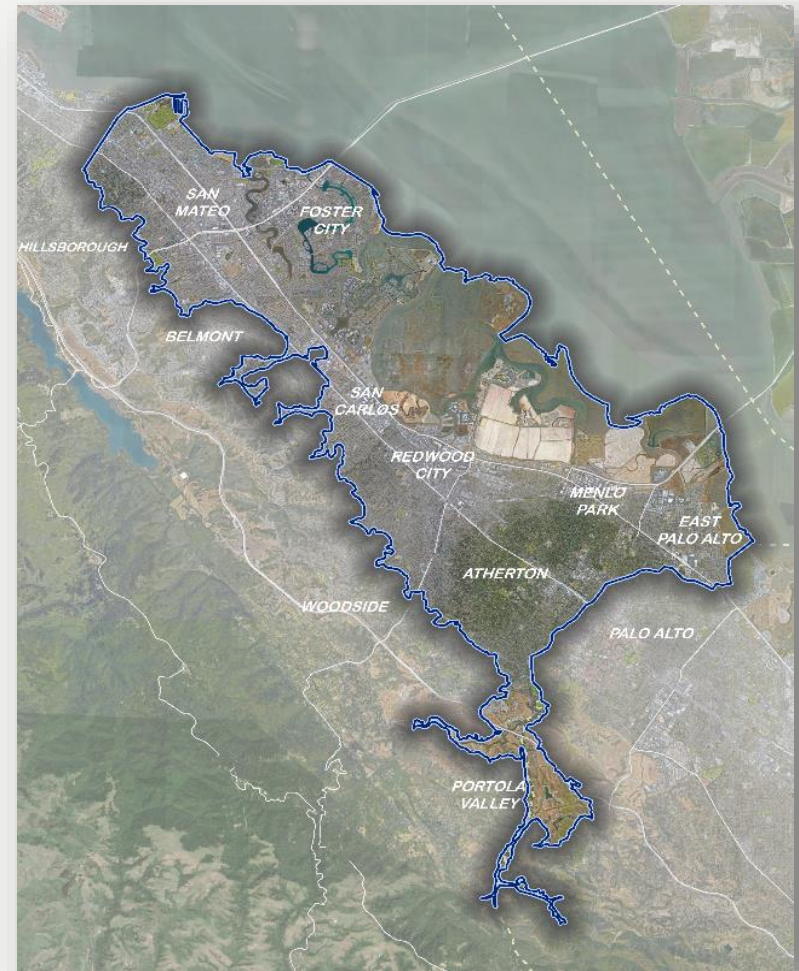 SAN
MATEO
FOSTER
CITY
HILLSBOROUGH
BELMONT
SAN
CARLOS
REDWOOD
CITY
MENLO
PARK
EAST
PALO ALTO
ATHERTON
WOODSIDE
PALO ALTO
PORTOLA
VALLEY